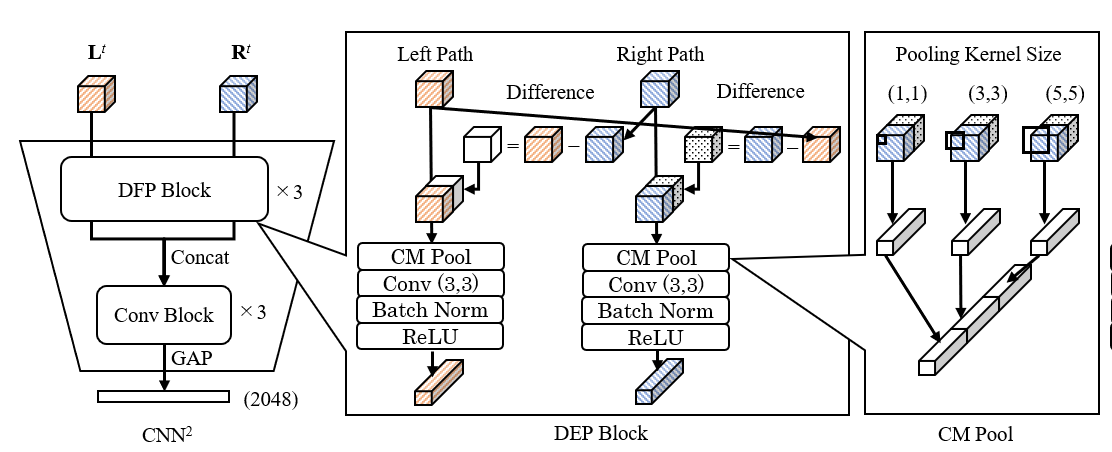 L^t
R^t
DFP Block
×3
Concat
Conv Block
×3
GAP
(2048)
CNN²
Left Path
Right Path
Difference
Difference
= −
= −
CM Pool
Conv (3,3)
Batch Norm
ReLU
CM Pool
Conv (3,3)
Batch Norm
ReLU
DEP Block
Pooling Kernel Size
(1,1) (3,3) (5,5)
CM Pool